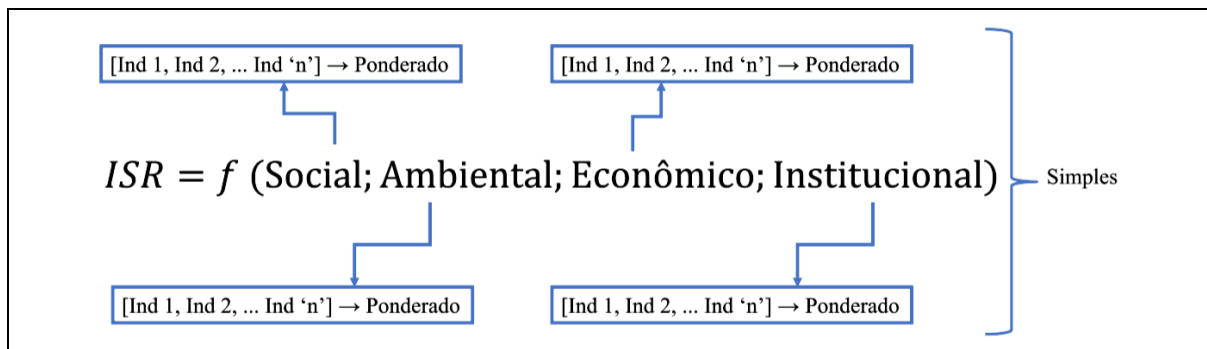 [Ind 1, Ind 2, ... Ind ‘n’] → Ponderado
[Ind 1, Ind 2, ... Ind ‘n’] → Ponderado
ISR = f (Social; Ambiental; Econômico; Institucional)
Simples
[Ind 1, Ind 2, ... Ind ‘n’] → Ponderado
[Ind 1, Ind 2, ... Ind ‘n’] → Ponderado